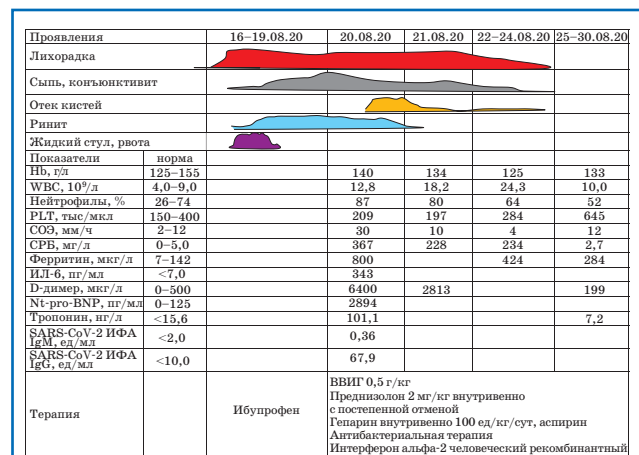 Проявления 16–19.08.20 20.08.20 21.08.20 22–24.08.20 25–30.08.20
Лихорадка
Сыпь, конъюнктивит
Отек кистей
Ринит
Жидкий стул, рвота
Показатели норма
Hb, г/л 125–155 140 134 125 133
WBC, 10⁹/л 4,0–9,0 12,8 18,2 24,3 10,0
Нейтрофилы, % 26–74 87 80 64 52
PLT, тыс/мкл 150–400 209 197 284 645
СОЭ, мм/ч 2–12 30 10 4 12
СРБ, мг/л 0–5,0 367 228 234 2,7
Ферритин, мкг/л 7–142 800 424 284
ИЛ-6, пг/мл <7,0 343
D-димер, мкг/л 0–500 6400 2813 199
Nt-pro-BNP, пг/мл 0–125 2894
Тропонин, нг/л <15,6 101,1 7,2
SARS-CoV-2 ИФА
IgM, ед/мл <2,0 0,36
SARS-CoV-2 ИФА
IgG, ед/мл <10,0 67,9
Терапия Ибупрофен
ВВИГ 0,5 г/кг
Преднизолон 2 мг/кг внутривенно
с постепенной отменой
Гепарин внутривенно 100 ед/кг/сут, аспирин
Антибактериальная терапия
Интерферон альфа-2 человеческий рекомбинантный